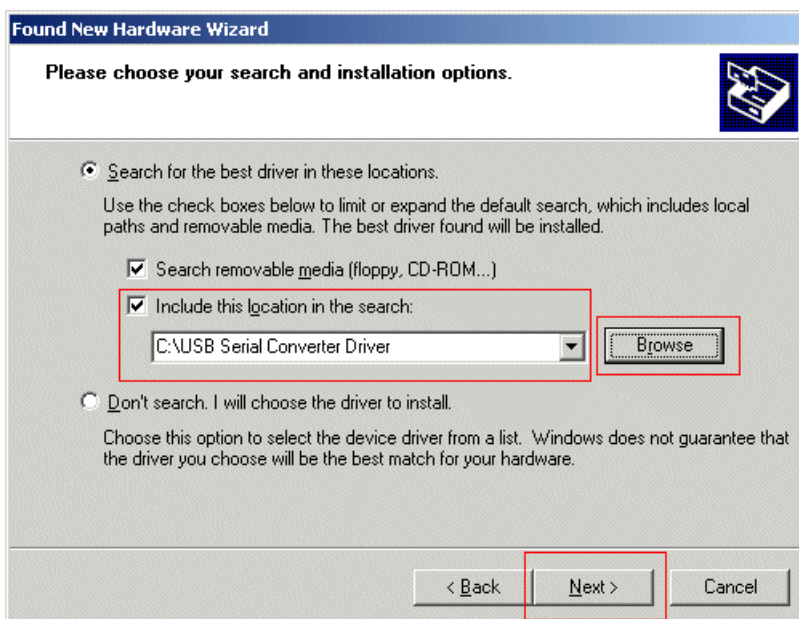 Found New Hardware Wizard
Please choose your search and installation options.
Search for the best driver in these locations.
Use the check boxes below to limit or expand the default search, which includes local
paths and removable media. The best driver found will be installed.
Search removable media (floppy, CD-ROM...)
Include this location in the search:
C:\USB Serial Converter Driver
Browse
Don't search. I will choose the driver to install.
Choose this option to select the device driver from a list. Windows does not guarantee that
the driver you choose will be the best match for your hardware.
< Back
Next >
Cancel